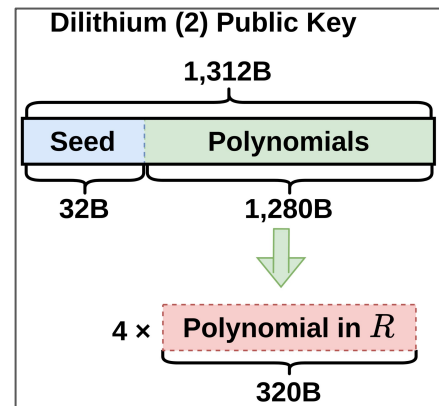 Dilithium (2) Public Key
1,312B
Seed Polynomials
32B 1,280B
4 × Polynomial in R
320B